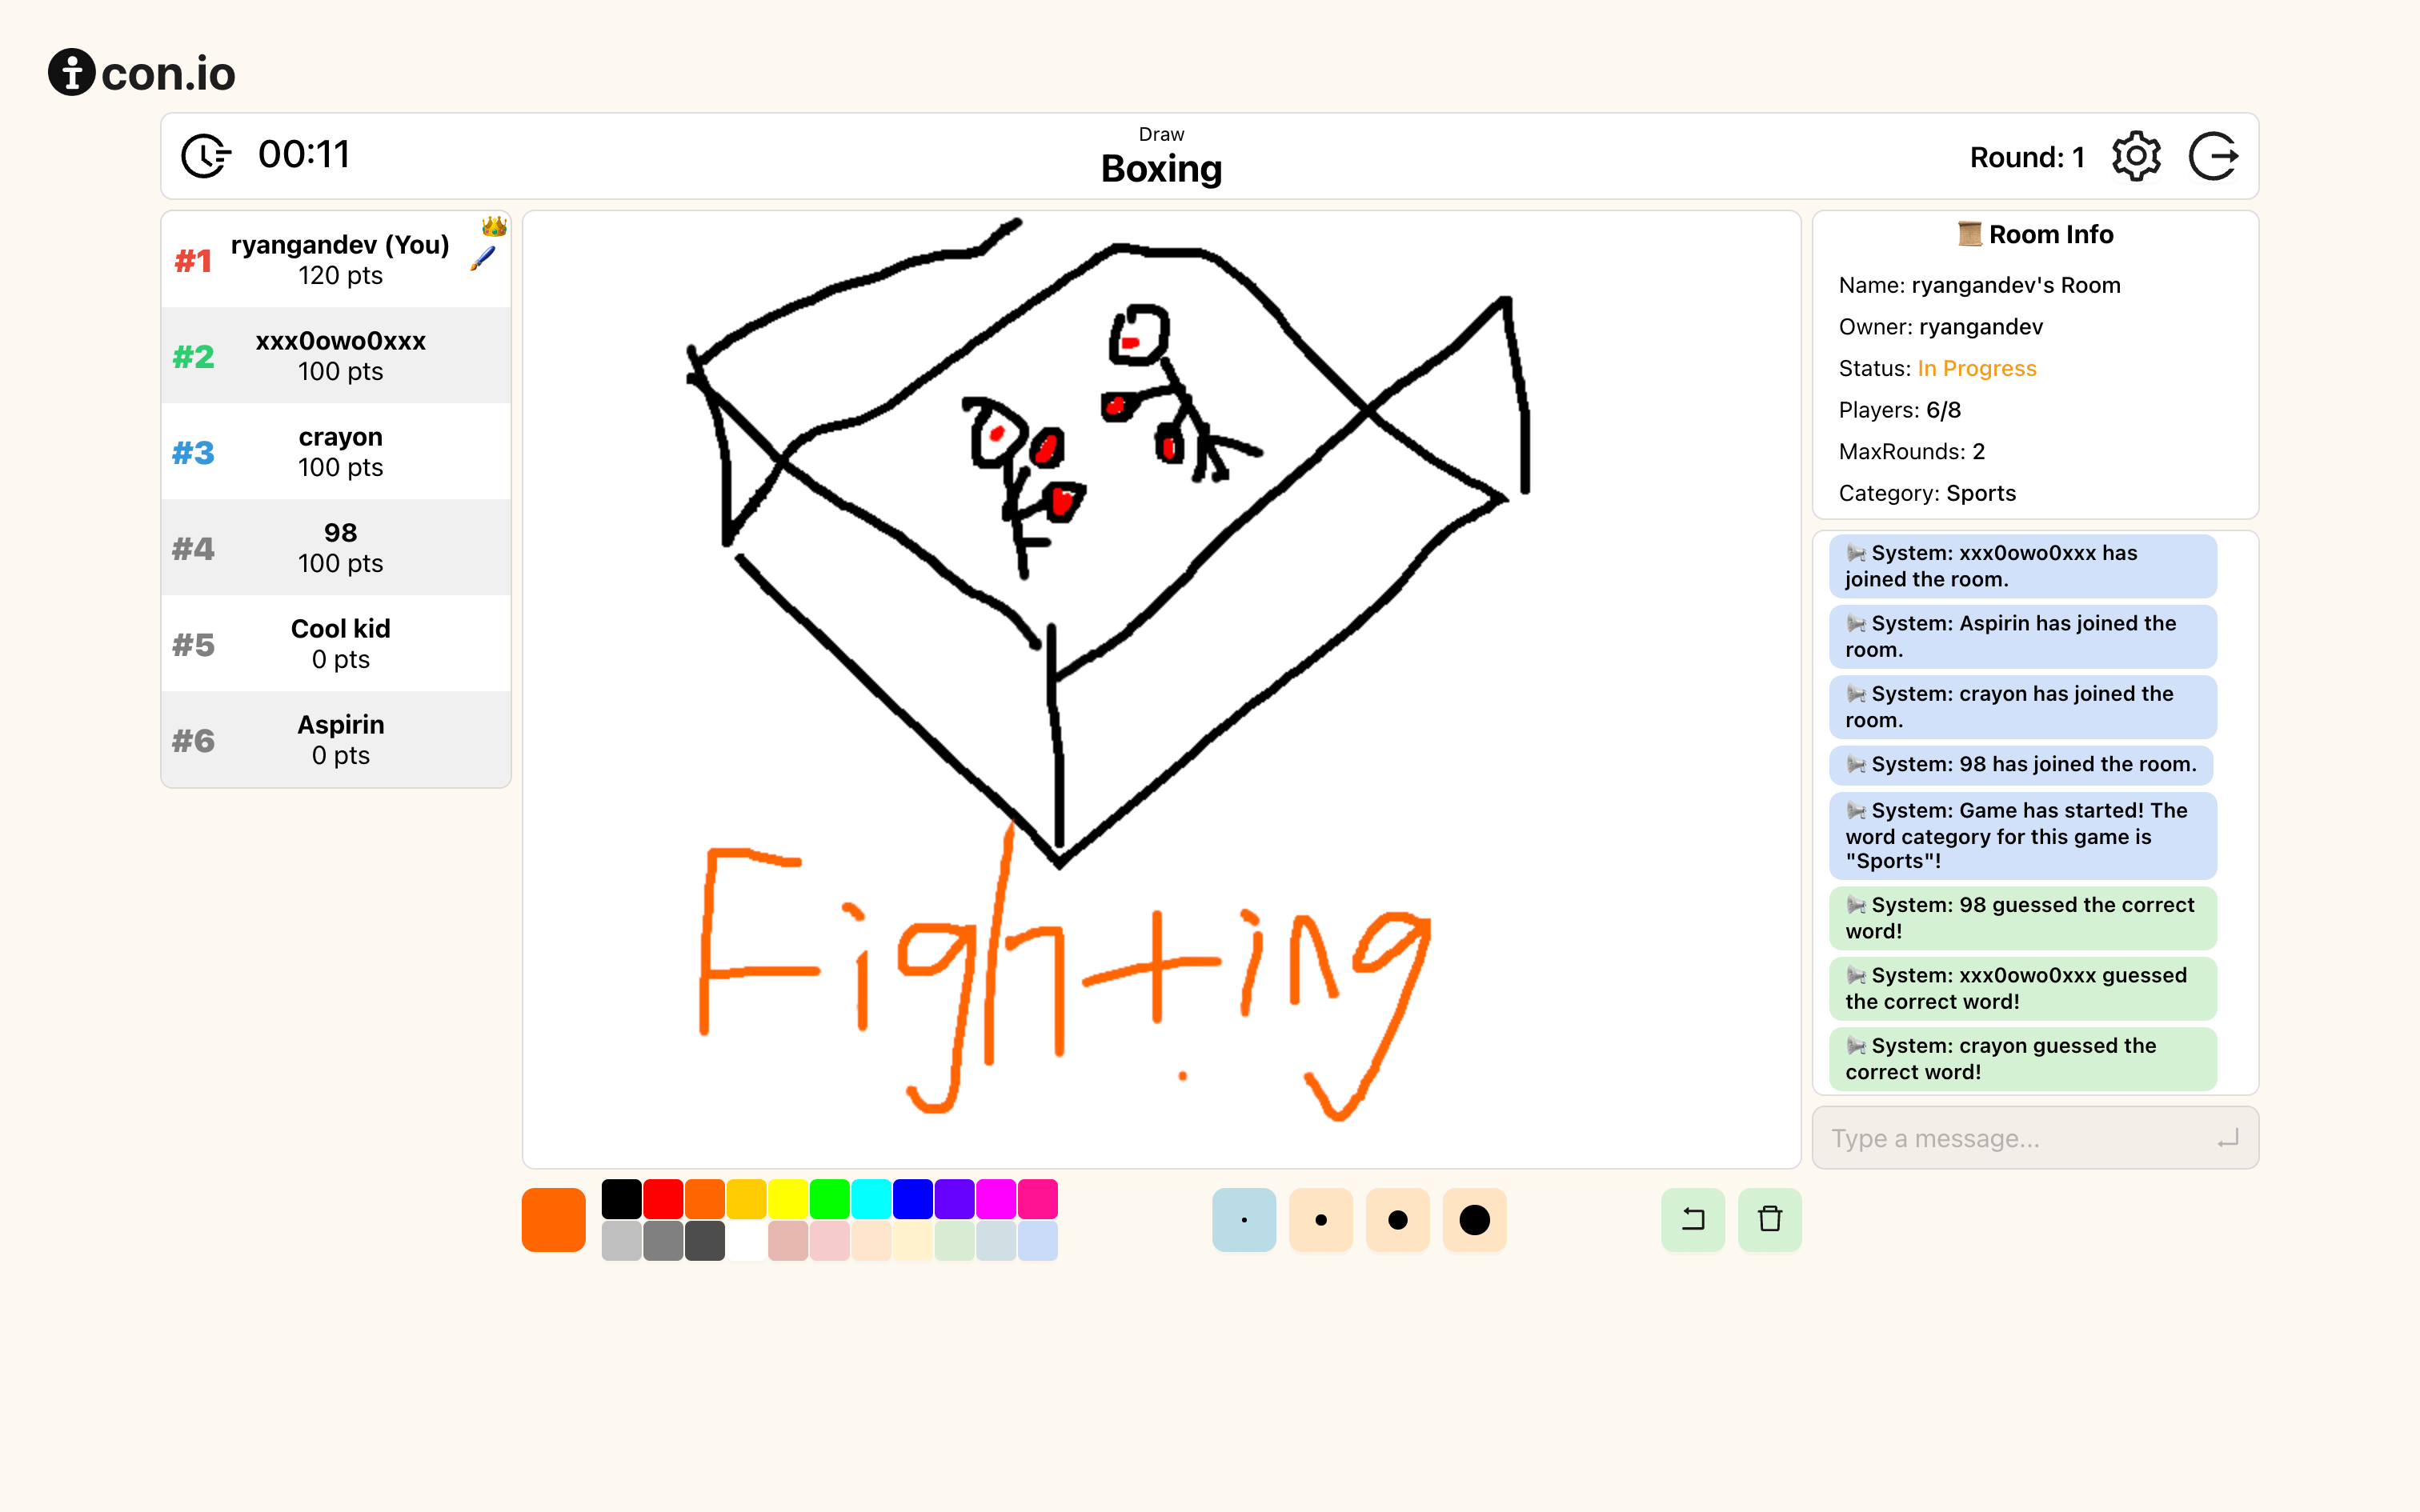 icon.io
00:11
Draw
Boxing
Round: 1
#1
ryangandev (You)
120 pts
#2
xxx0owo0xxx
100 pts
#3
crayon
100 pts
#4
98
100 pts
#5
Cool kid
0 pts
#6
Aspirin
0 pts
Fighting
Room Info
Name: ryangandev's Room
Owner: ryangandev
Status: In Progress
Players: 6/8
MaxRounds: 2
Category: Sports
System: xxx0owo0xxx has
joined the room.
System: Aspirin has joined the
room.
System: crayon has joined the
room.
System: 98 has joined the room.
System: Game has started! The
word category for this game is
"Sports"!
System: 98 guessed the correct
word!
System: xxx0owo0xxx guessed
the correct word!
System: crayon guessed the
correct word!
Type a message...